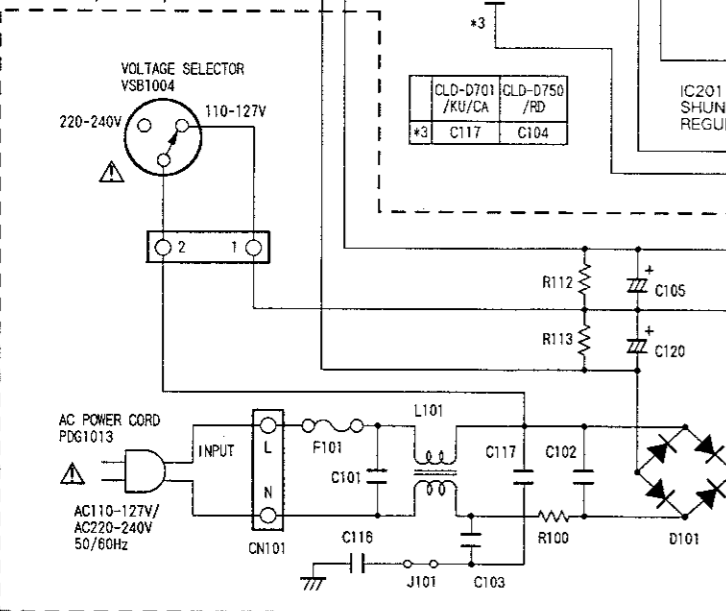 *3
VOLTAGE SELECTOR
VSB1004
220-240V
110-127V
CLD-D701 /KU/CA
CLD-D750 /RD
*3 C117 C104
IC201
SHUN
REGU
2 1
R112
C105
R113
C120
AC POWER CORD
PDG1013
INPUT
L
N
F101
L101
C101
C117
C102
AC110-127V/
AC220-240V
50/60Hz
CN101
C116
J101
C103
R100
D101
+
+